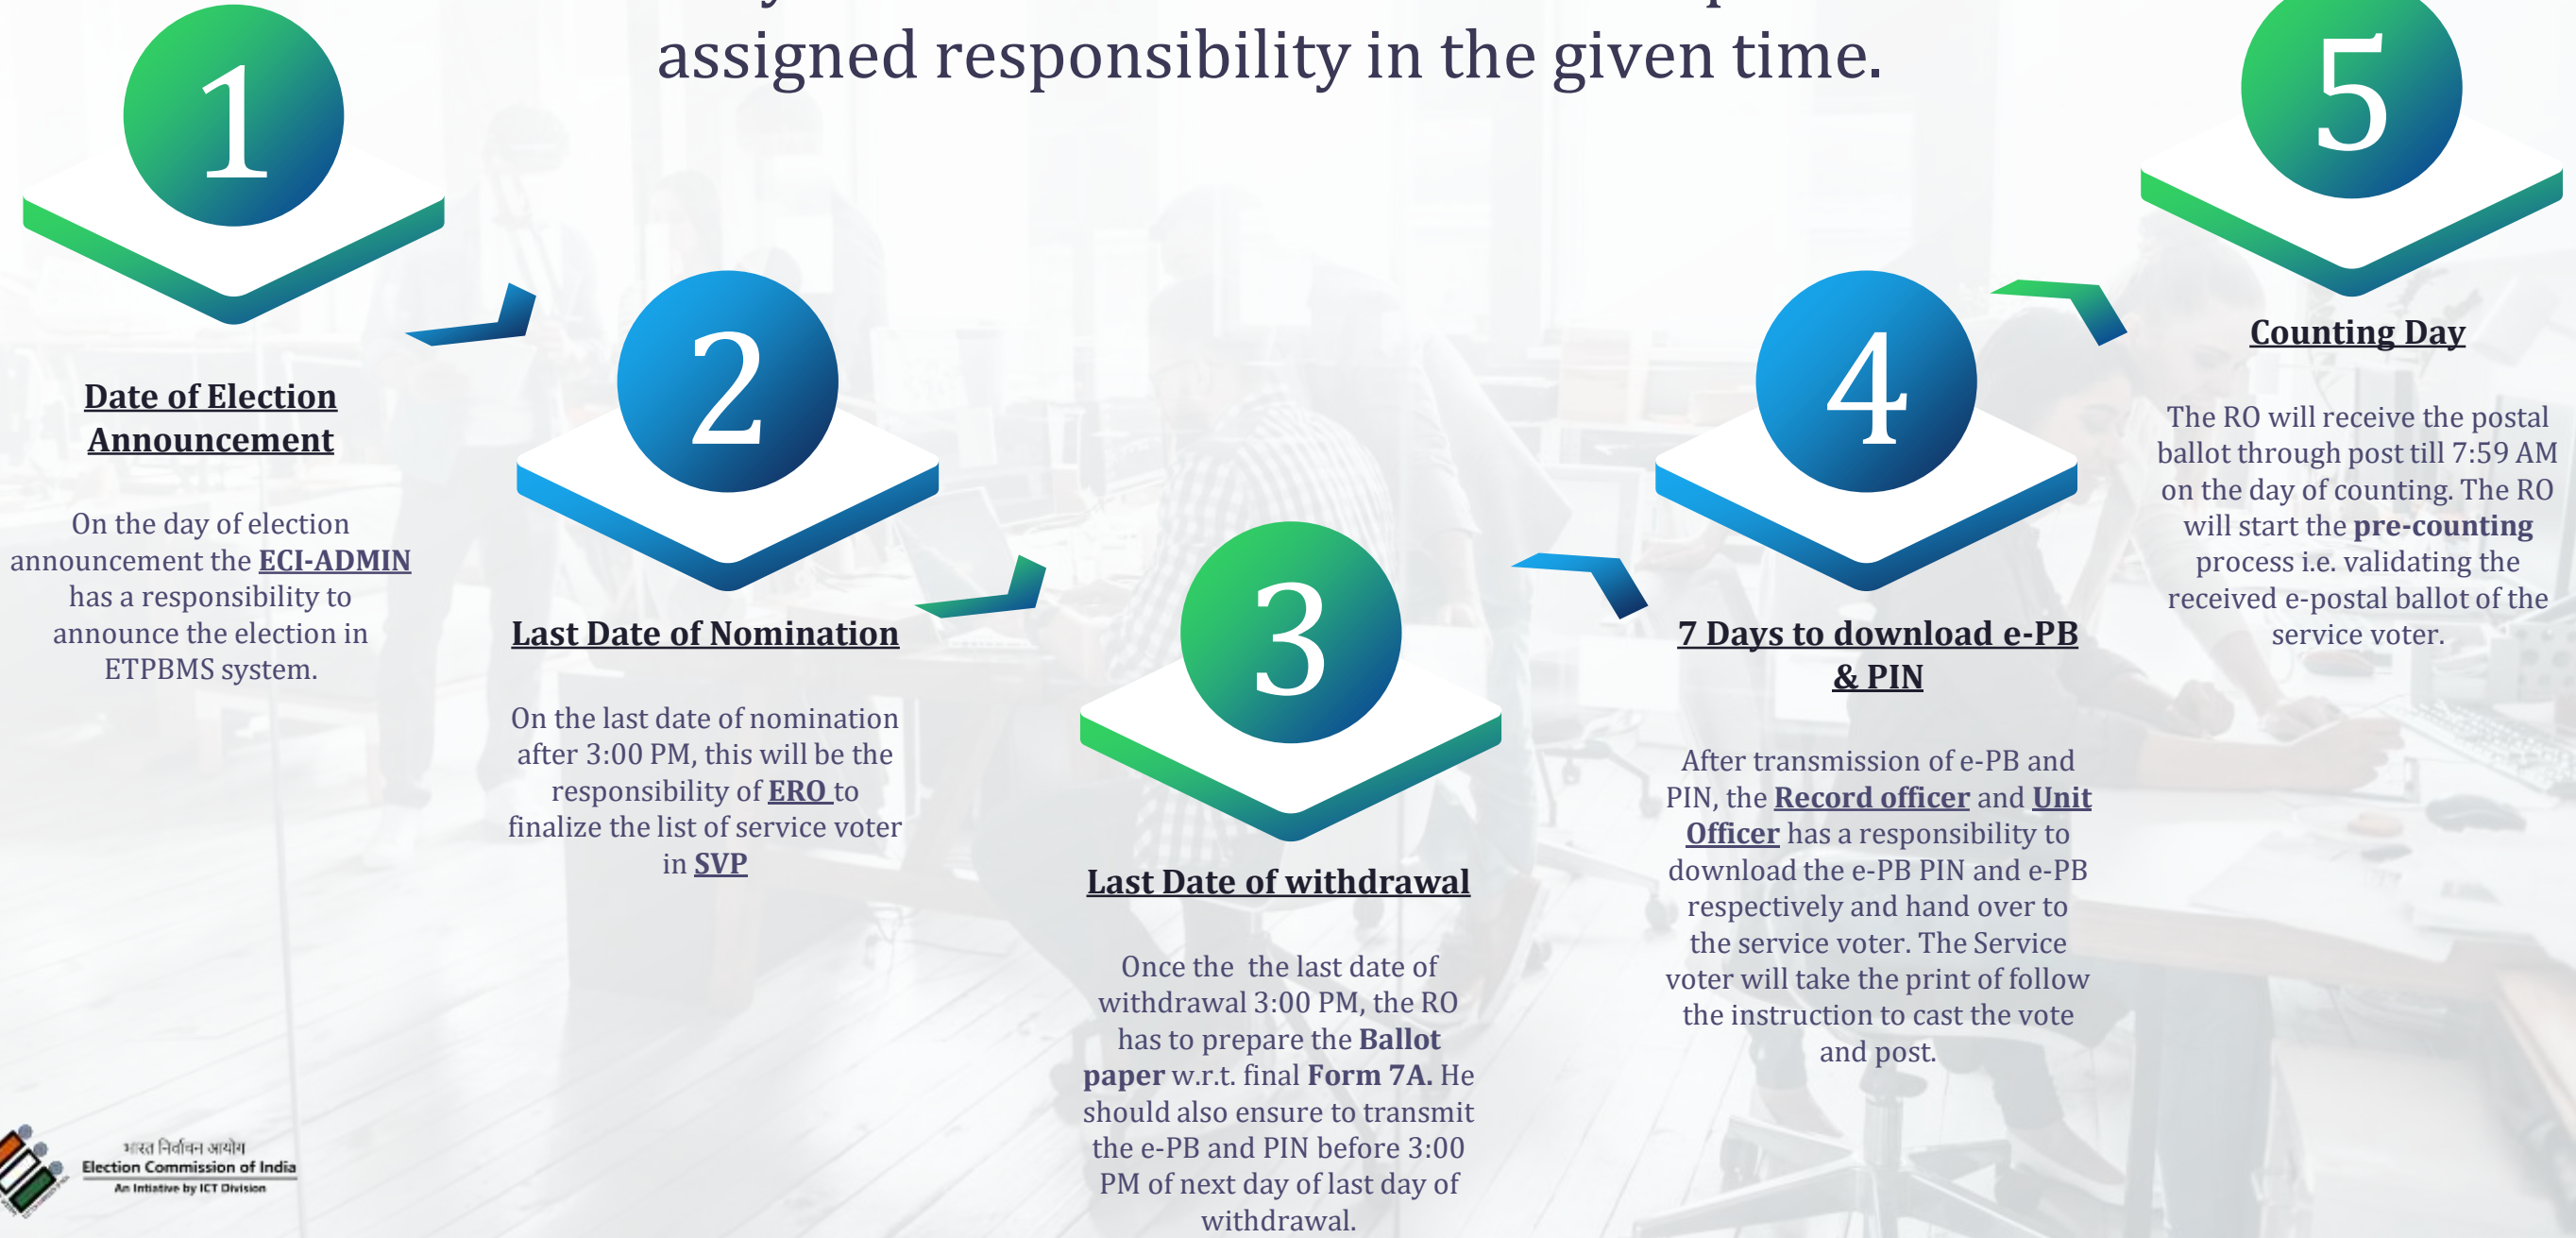 assigned responsibility in the given time.
1
Date of Election
Announcement
On the day of election
announcement the ECI-ADMIN
has a responsibility to
announce the election in
ETPBMS system.
2
Last Date of Nomination
On the last date of nomination
after 3:00 PM, this will be the
responsibility of ERO to
finalize the list of service voter
in SVP
3
Last Date of withdrawal
Once the the last date of
withdrawal 3:00 PM, the RO
has to prepare the Ballot
paper w.r.t. final Form 7A. He
should also ensure to transmit
the e-PB and PIN before 3:00
PM of next day of last day of
withdrawal.
4
7 Days to download e-PB
& PIN
After transmission of e-PB and
PIN, the Record officer and Unit
Officer has a responsibility to
download the e-PB PIN and e-PB
respectively and hand over to
the service voter. The Service
voter will take the print of follow
the instruction to cast the vote
and post.
5
Counting Day
The RO will receive the postal
ballot through post till 7:59 AM
on the day of counting. The RO
will start the pre-counting
process i.e. validating the
received e-postal ballot of the
service voter.
भारत निर्वाचन आयोग
Election Commission of India
An Intiative by ICT Division